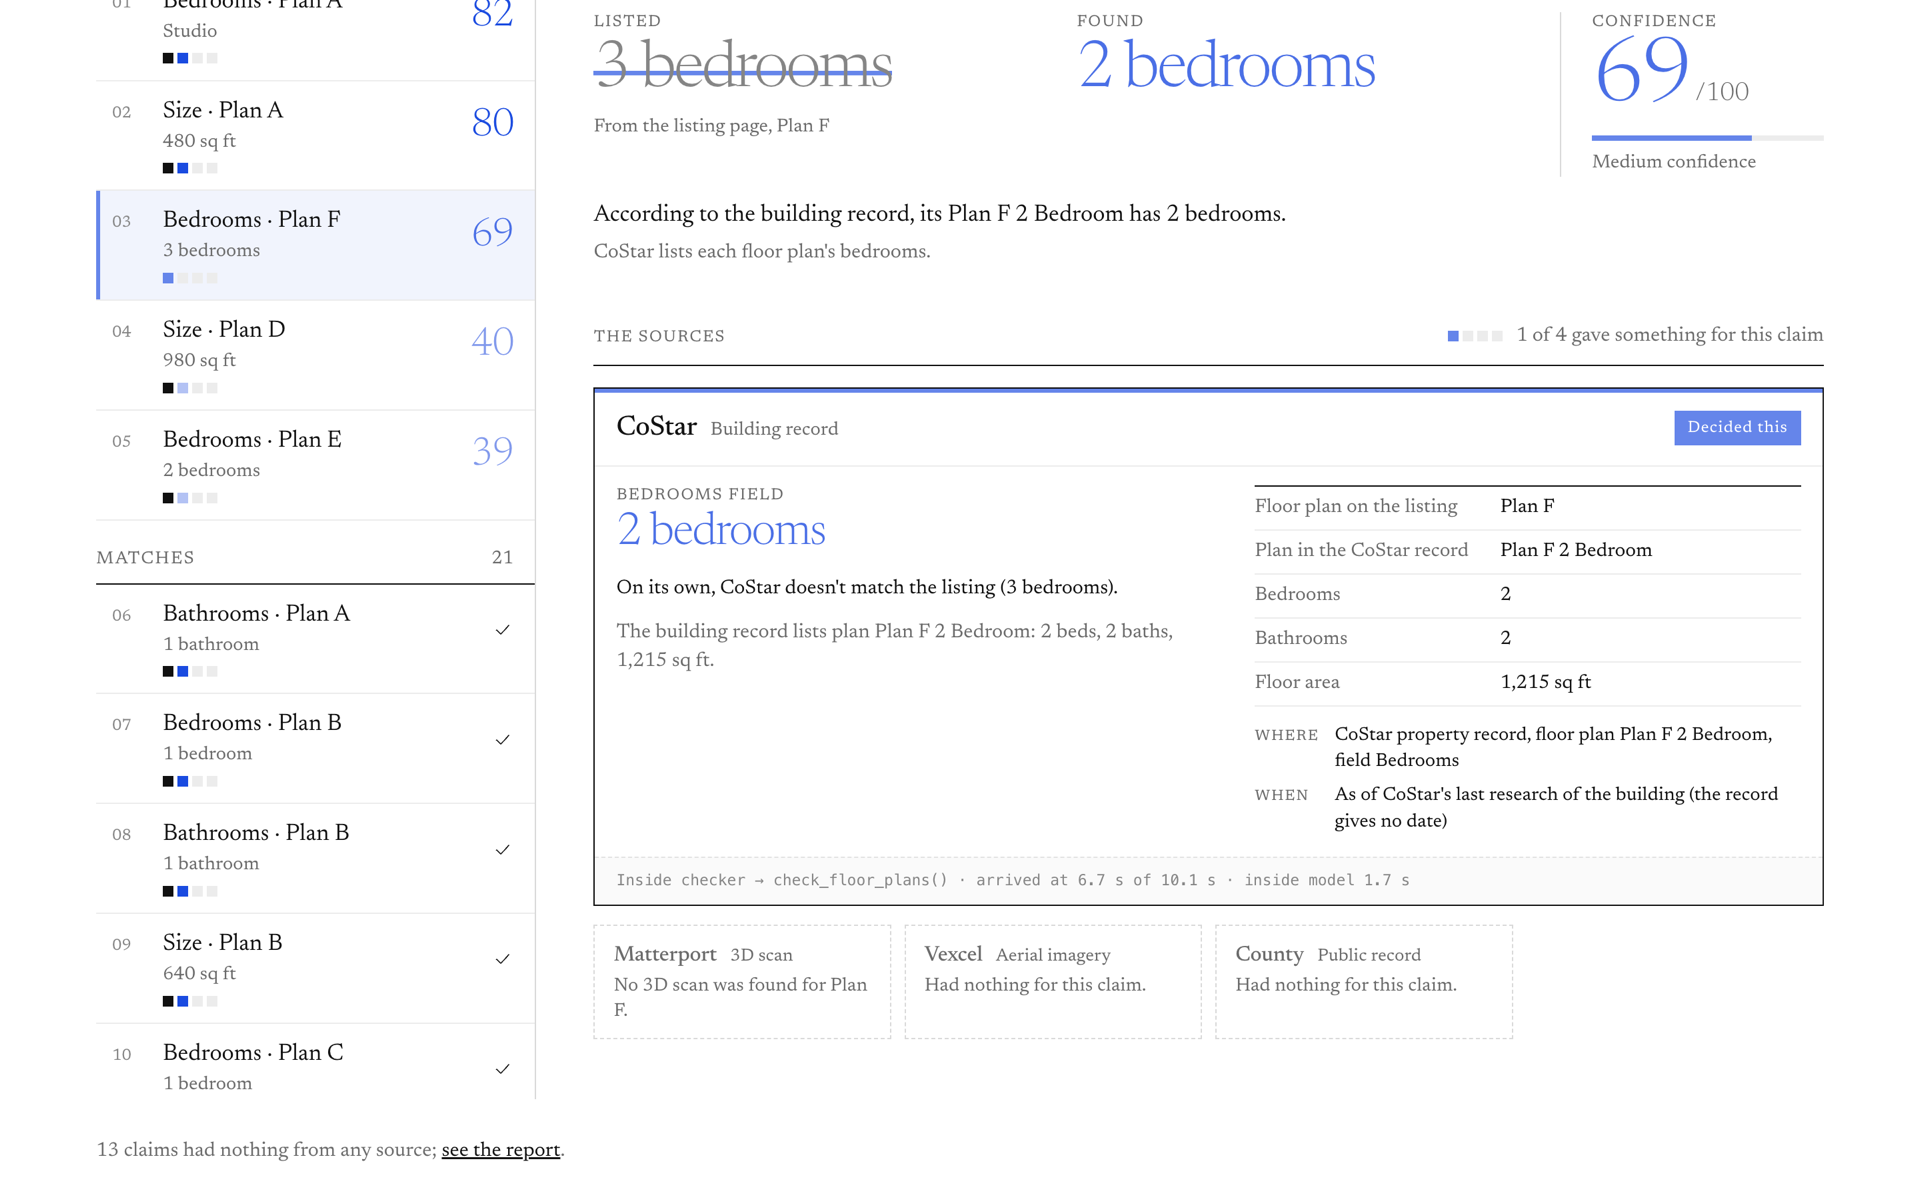 01 Bedrooms · Plan A 82
Studio
02 Size · Plan A 80
480 sq ft
03 Bedrooms · Plan F 69
3 bedrooms
04 Size · Plan D 40
980 sq ft
05 Bedrooms · Plan E 39
2 bedrooms
MATCHES 21
06 Bathrooms · Plan A
1 bathroom
07 Bedrooms · Plan B
1 bedroom
08 Bathrooms · Plan B
1 bathroom
09 Size · Plan B
640 sq ft
10 Bedrooms · Plan C
1 bedroom
LISTED
3 bedrooms
From the listing page, Plan F
FOUND
2 bedrooms
CONFIDENCE
69 /100
Medium confidence
According to the building record, its Plan F 2 Bedroom has 2 bedrooms.
CoStar lists each floor plan's bedrooms.
THE SOURCES 1 of 4 gave something for this claim
CoStar Building record Decided this
BEDROOMS FIELD
2 bedrooms
On its own, CoStar doesn't match the listing (3 bedrooms).
The building record lists plan Plan F 2 Bedroom: 2 beds, 2 baths,
1,215 sq ft.
Floor plan on the listing Plan F
Plan in the CoStar record Plan F 2 Bedroom
Bedrooms 2
Bathrooms 2
Floor area 1,215 sq ft
WHERE CoStar property record, floor plan Plan F 2 Bedroom,
field Bedrooms
WHEN As of CoStar's last research of the building (the record
gives no date)
Inside checker → check_floor_plans() · arrived at 6.7 s of 10.1 s · inside model 1.7 s
Matterport 3D scan
No 3D scan was found for Plan
F.
Vexcel Aerial imagery
Had nothing for this claim.
County Public record
Had nothing for this claim.
13 claims had nothing from any source; see the report.